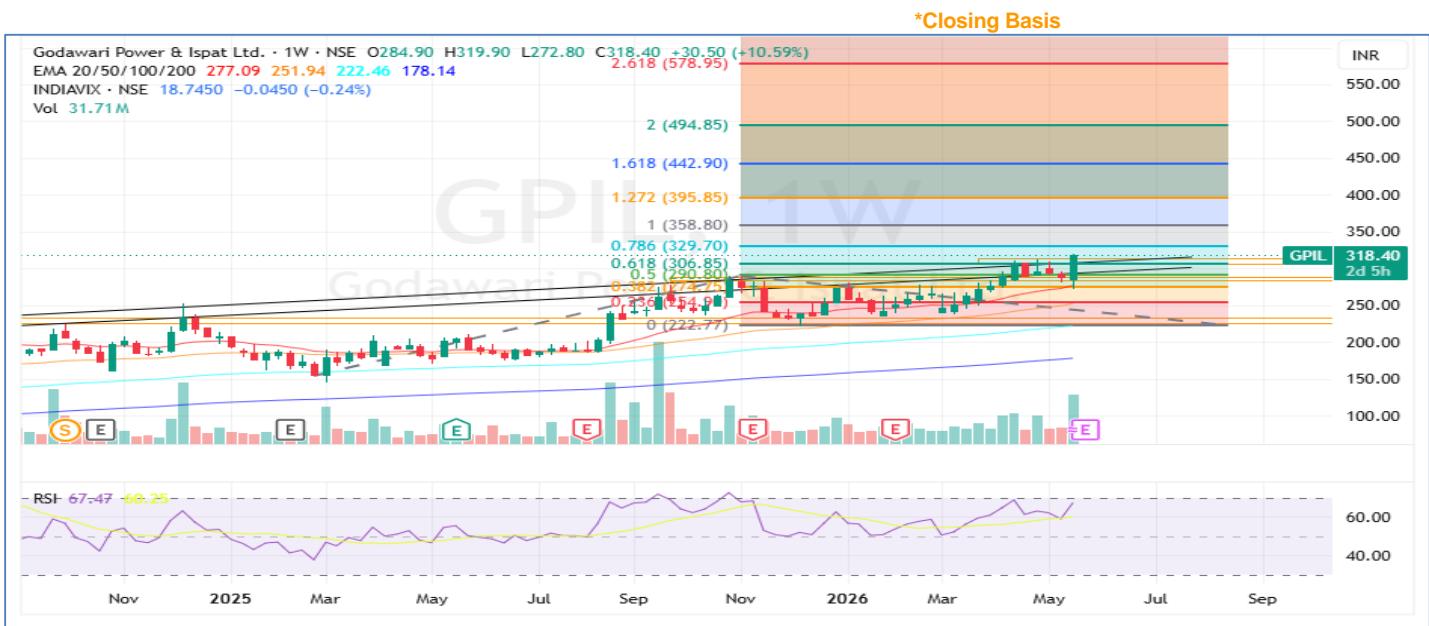 *Closing Basis
Godawari Power & Ispat Ltd. · 1W · NSE O284.90 H319.90 L272.80 C318.40 +30.50 (+10.59%)
INR
EMA 20/50/100/200 277.09 251.94 222.46 178.14
2.618 (578.95)
INDIAVIX · NSE 18.7450 −0.0450 (−0.24%)
Vol 31.71M
550.00
2 (494.85)
500.00
1.618 (442.90)
450.00
GPIL, 1W
1.272 (395.85)
400.00
1 (358.80)
350.00
0.786 (329.70)
GPIL 318.40
2d 5h
0.618 (306.85)
0.5 (290.80)
Godawari
0.382 (274.75)
250.00
0 (222.77)
200.00
150.00
100.00
S E E E E E E E
RSI 67.47 60.25
60.00
40.00
Nov 2025 Mar May Jul Sep Nov 2026 Mar May Jul Sep